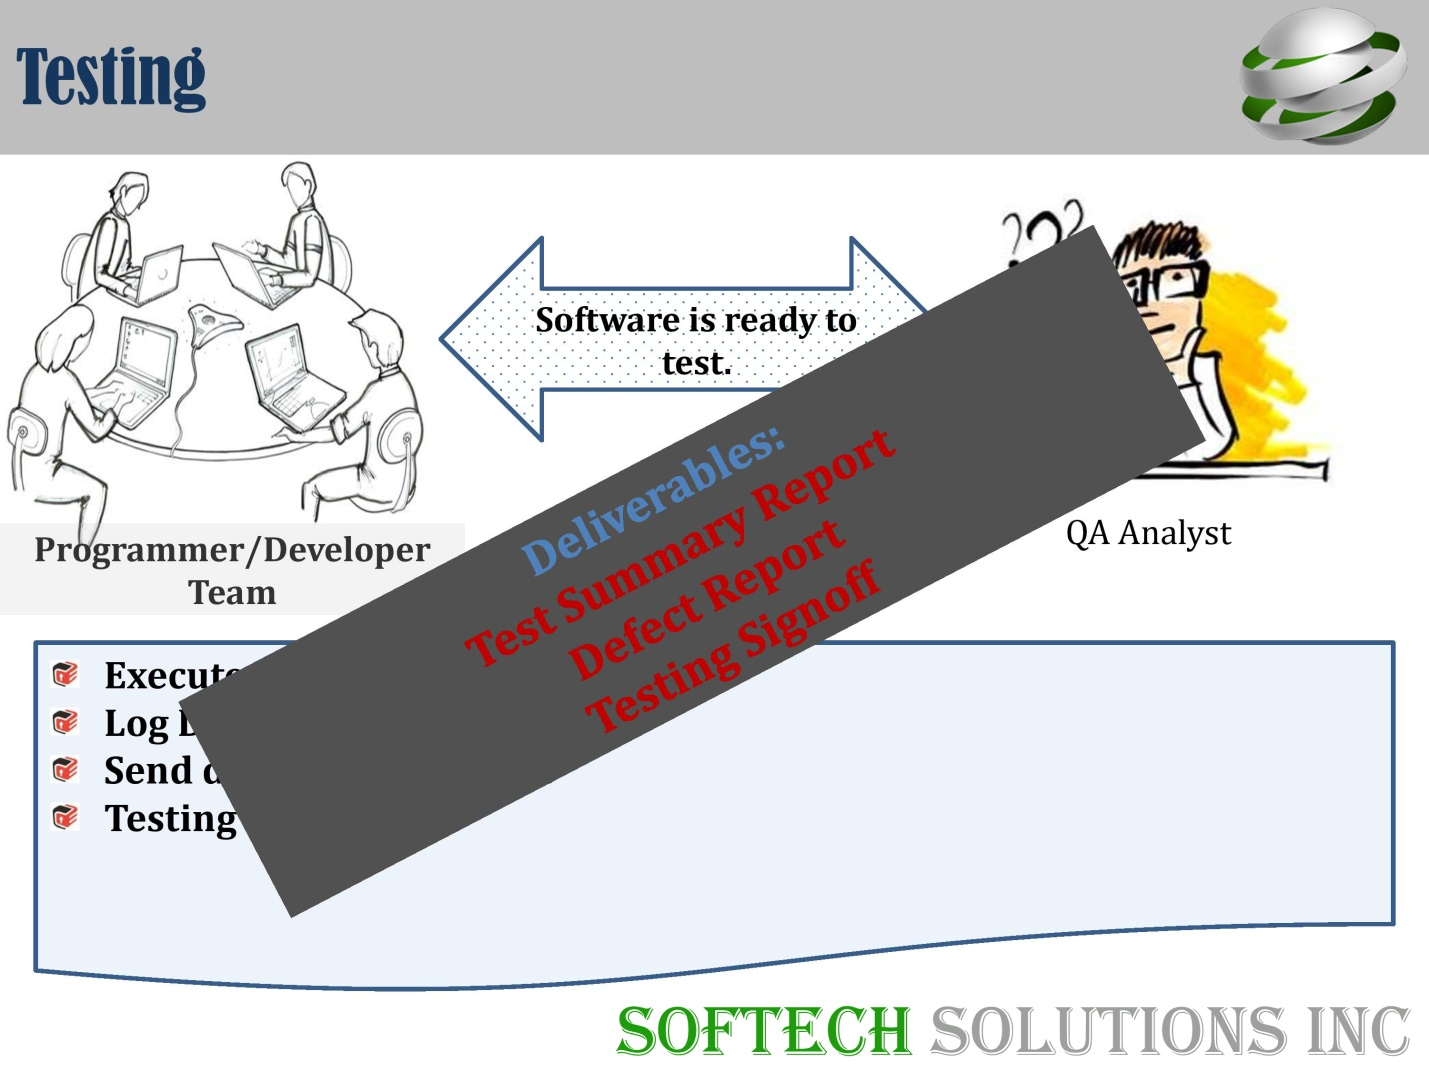 Testing
Software is ready to
test.
Programmer/Developer
Team
QA Analyst
Deliverables:
Test Summary Report
Defect Report
Testing Signoff
Log
Send
Testing
SOFTECH SOLUTIONS INC